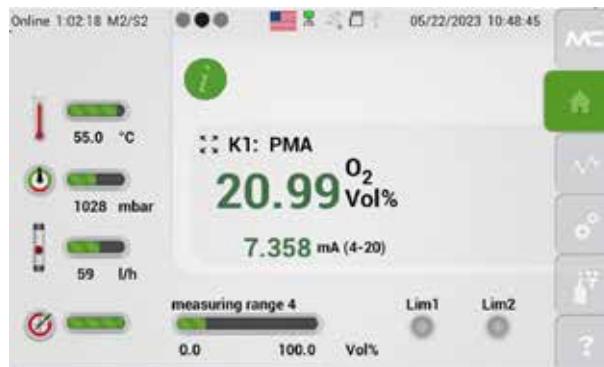 Online 1:02:18 M2/S2
05/22/2023 10:48:45
55.0 °C
1028 mbar
59 l/h
K1: PMA
20.99 O2 Vol%
7.358 mA (4-20)
measuring range 4
0.0 100.0 Vol%
Lim1 Lim2
?